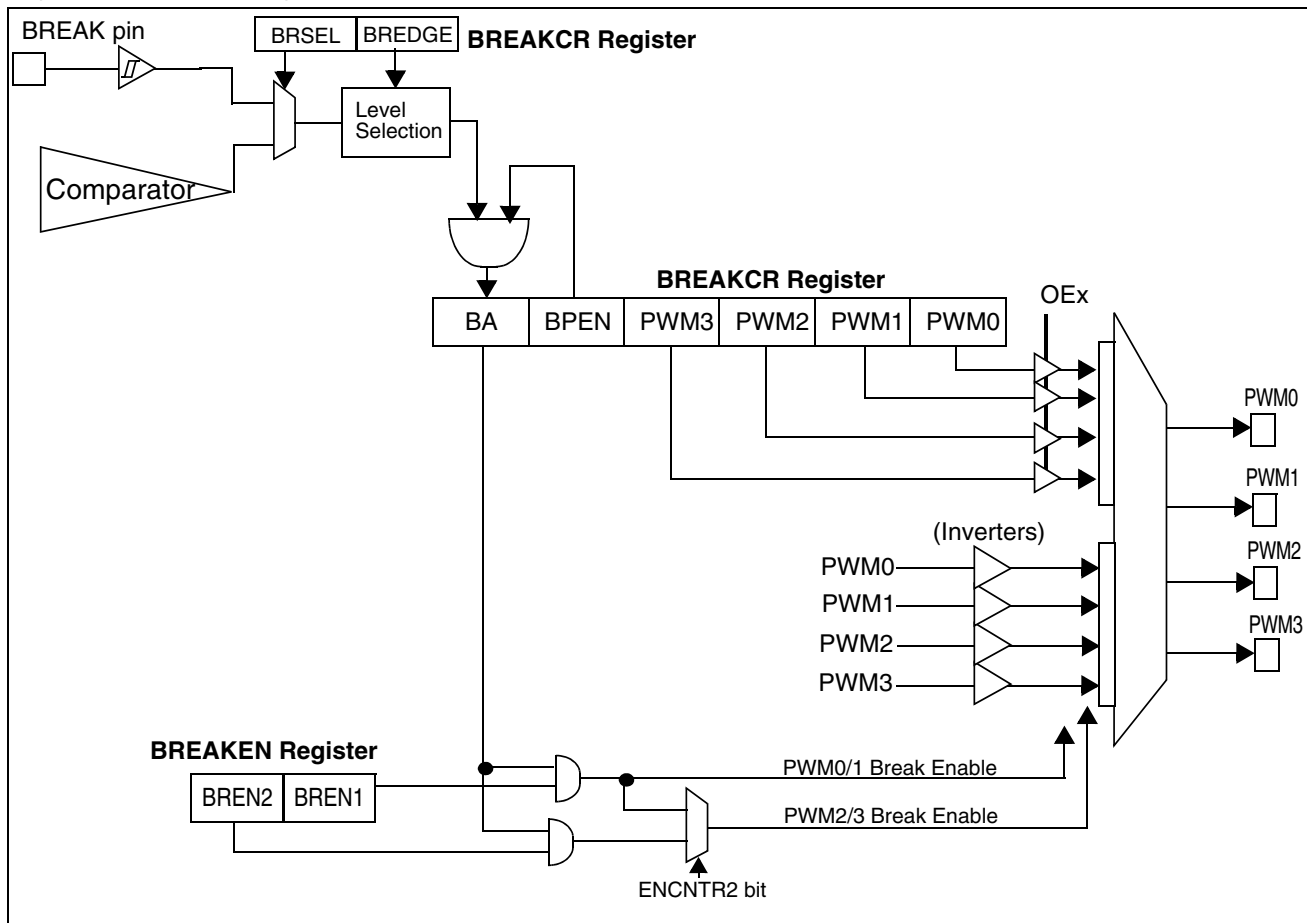 BREAK pin
BRSEL BREDGE BREAKCR Register
Level
Selection
Comparator
BREAKCR Register
OEx
BA BPEN PWM3 PWM2 PWM1 PWM0
PWM0
PWM1
PWM2
PWM3
(Inverters)
PWM0
PWM1
PWM2
PWM3
BREAKEN Register
BREN2 BREN1
PWM0/1 Break Enable
PWM2/3 Break Enable
ENCNTR2 bit